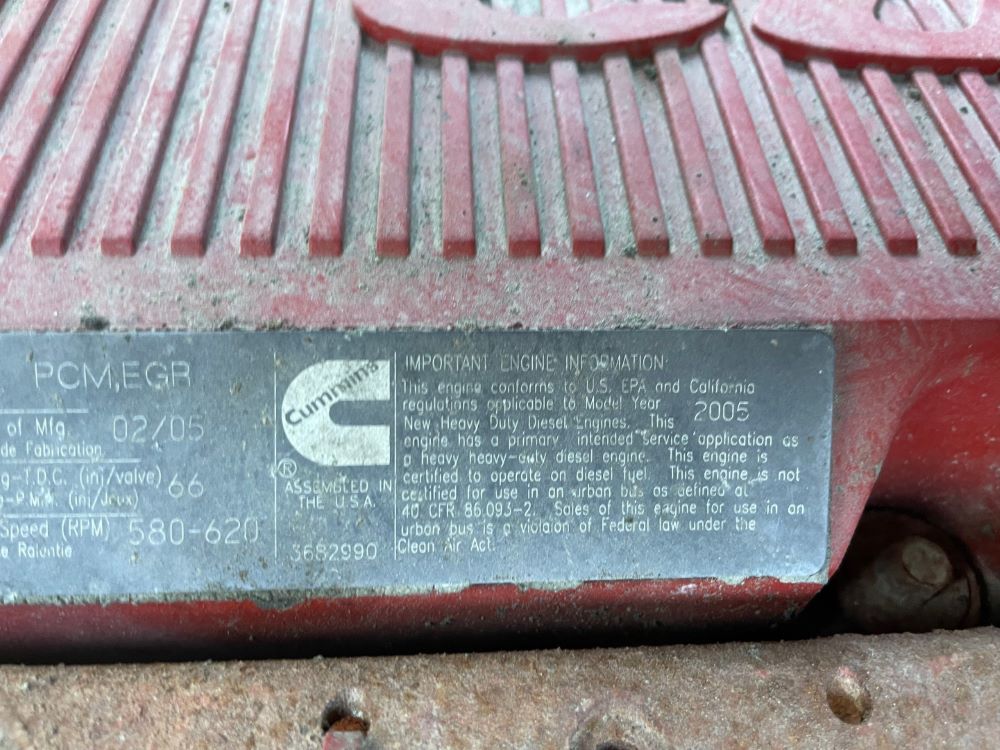 PCM,EGR
of Mfg. 02/05
de Fabrication
g-T.D.C. (inj/valve) 66
-P.M.H. (inj/jeux)
Speed (RPM) 580-620
e Ralentie
Cummins
®
ASSEMBLED IN
THE U.S.A.
3682990
IMPORTANT ENGINE INFORMATION:
This engine conforms to U.S. EPA and California
regulations applicable to Model Year 2005
New Heavy Duty Diesel Engines. This
engine has a primary intended service application as
a heavy heavy-duty diesel engine. This engine is
certified to operate on diesel fuel. This engine is not
certified for use in an urban bus as defined at
40 CFR 86.093-2. Sales of this engine for use in an
urban bus is a violation of Federal law under the
Clean Air Act.